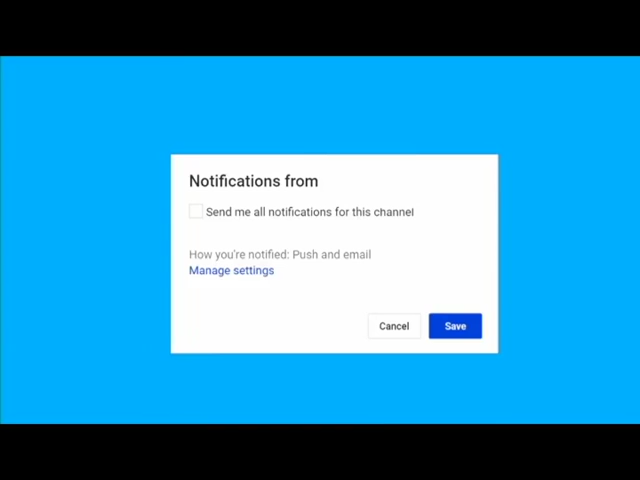 Notifications from
Send me all notifications for this channel
How you're notified: Push and email
Manage settings
Cancel
Save